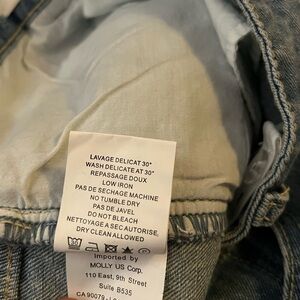 LAVAGE DELICAT 30°
WASH DELICATE AT 30°
REPASSAGE DOUX
LOW IRON
PAS DE SECHAGE MACHINE
NO TUMBLE DRY
PAS DE JAVEL
DO NOT BLEACH
NETTOYAGE A SEC AUTORISE,
DRY CLEAN ALLOWED
Imported by
MOLLY US Corp.
110 East, 9th Street
Suite B535
CA 90079 -